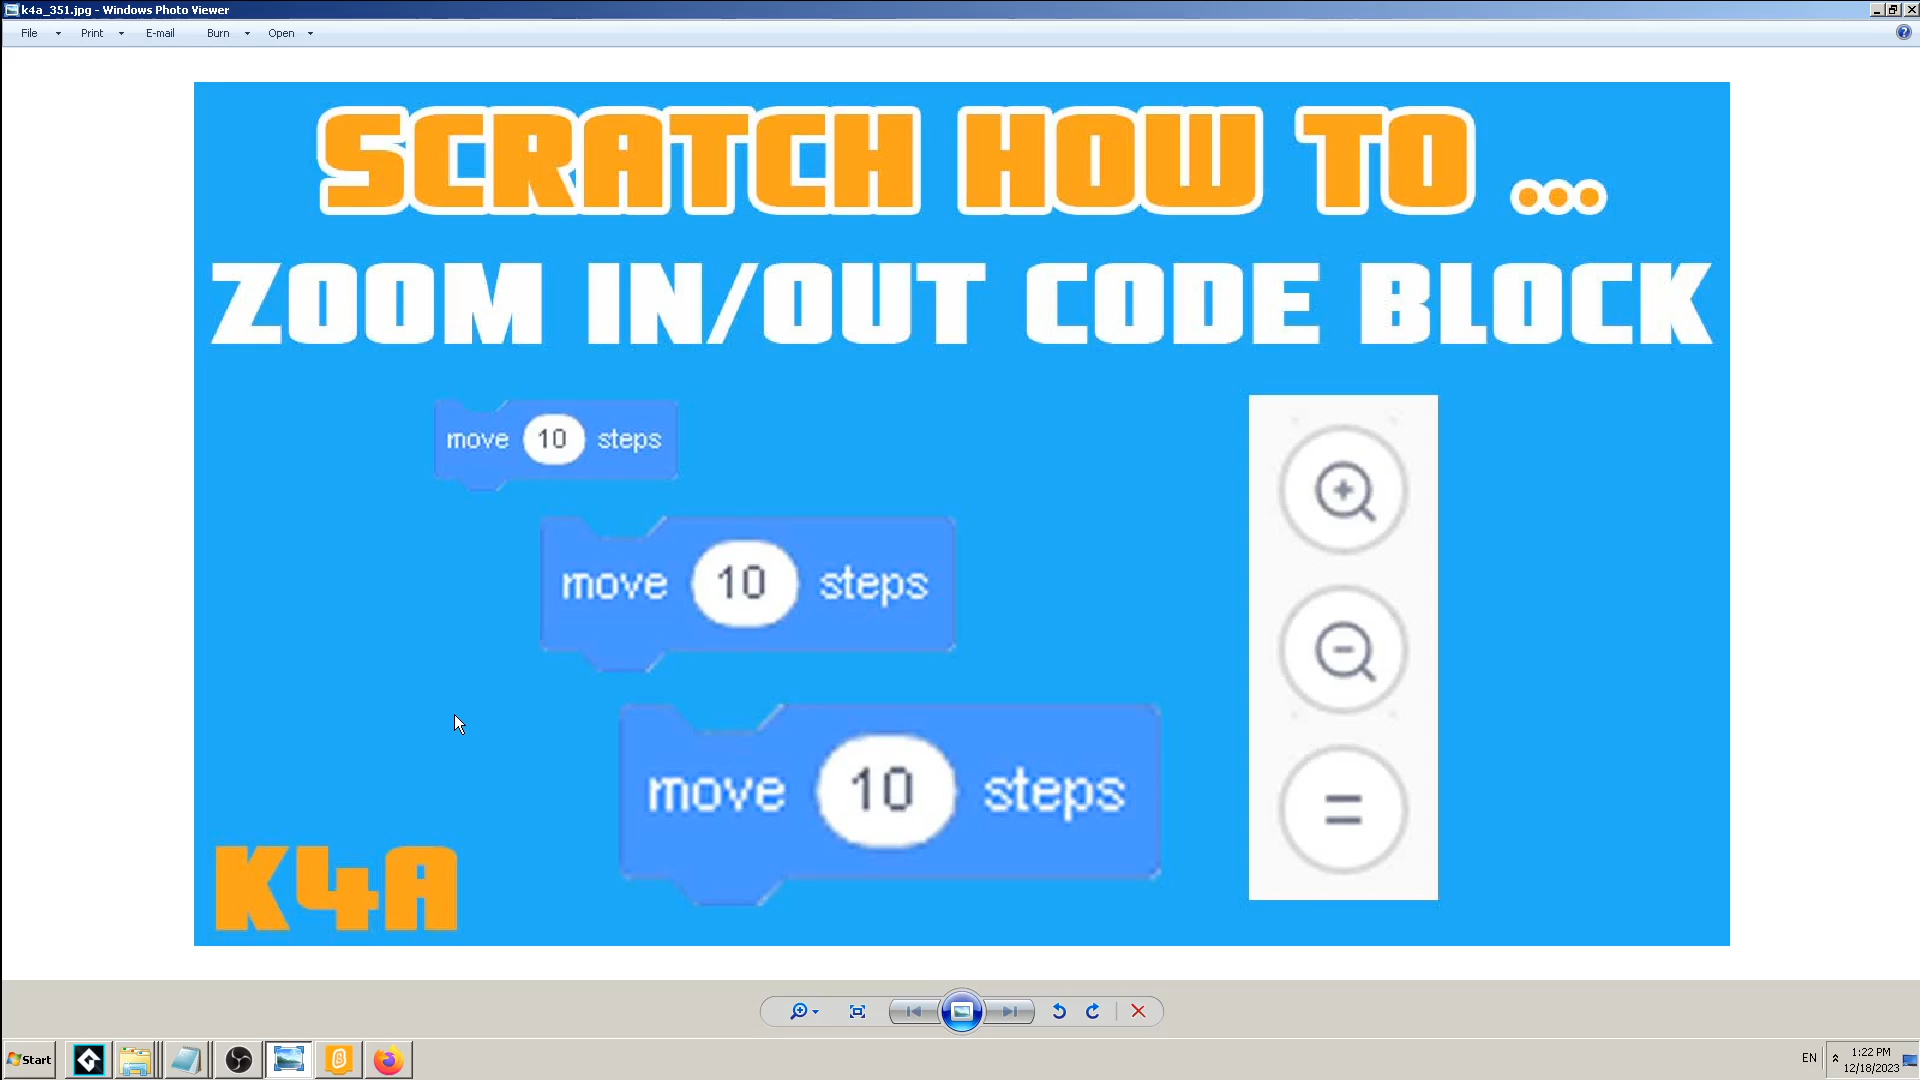 k4a_351.jpg - Windows Photo Viewer
File Print E-mail Burn Open
SCRATCH HOW TO ...
ZOOM IN/OUT CODE BLOCK
move 10 steps
move 10 steps
move 10 steps
K4A
Start
EN
1:22 PM
12/18/2023